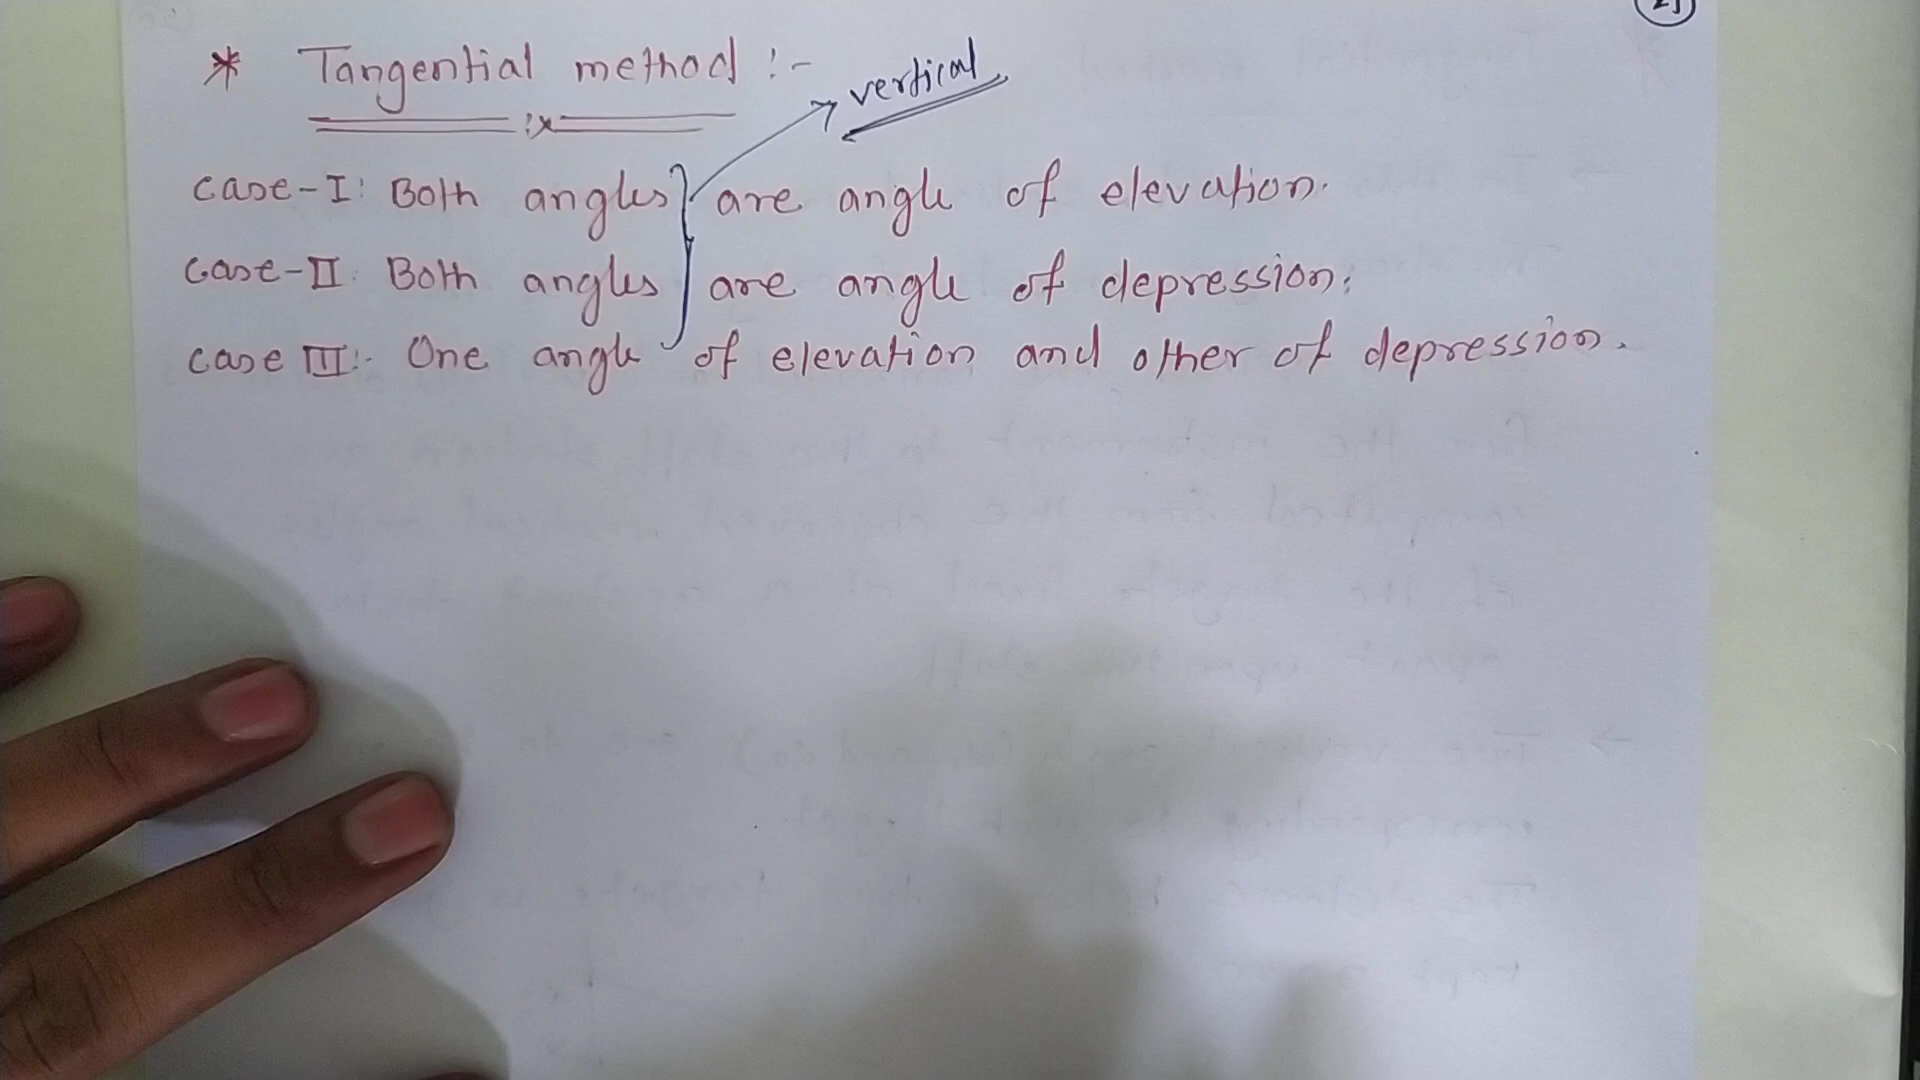 * Tangential method :-
vertical
case-I: Both angles are angle of elevation.
case-II: Both angles are angle of depression.
case III:- One angle of elevation and other of depression.